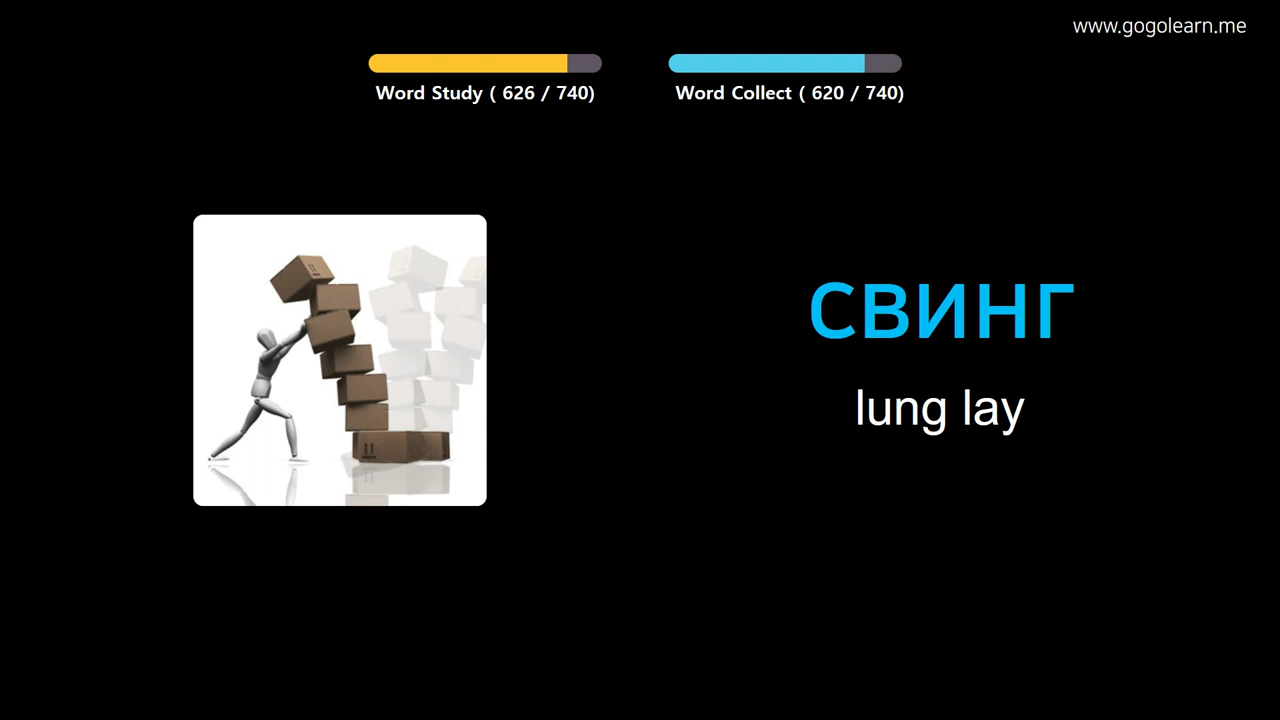 www.gogolearn.me
Word Study ( 626 / 740)
Word Collect ( 620 / 740)
СВИНГ
lung lay